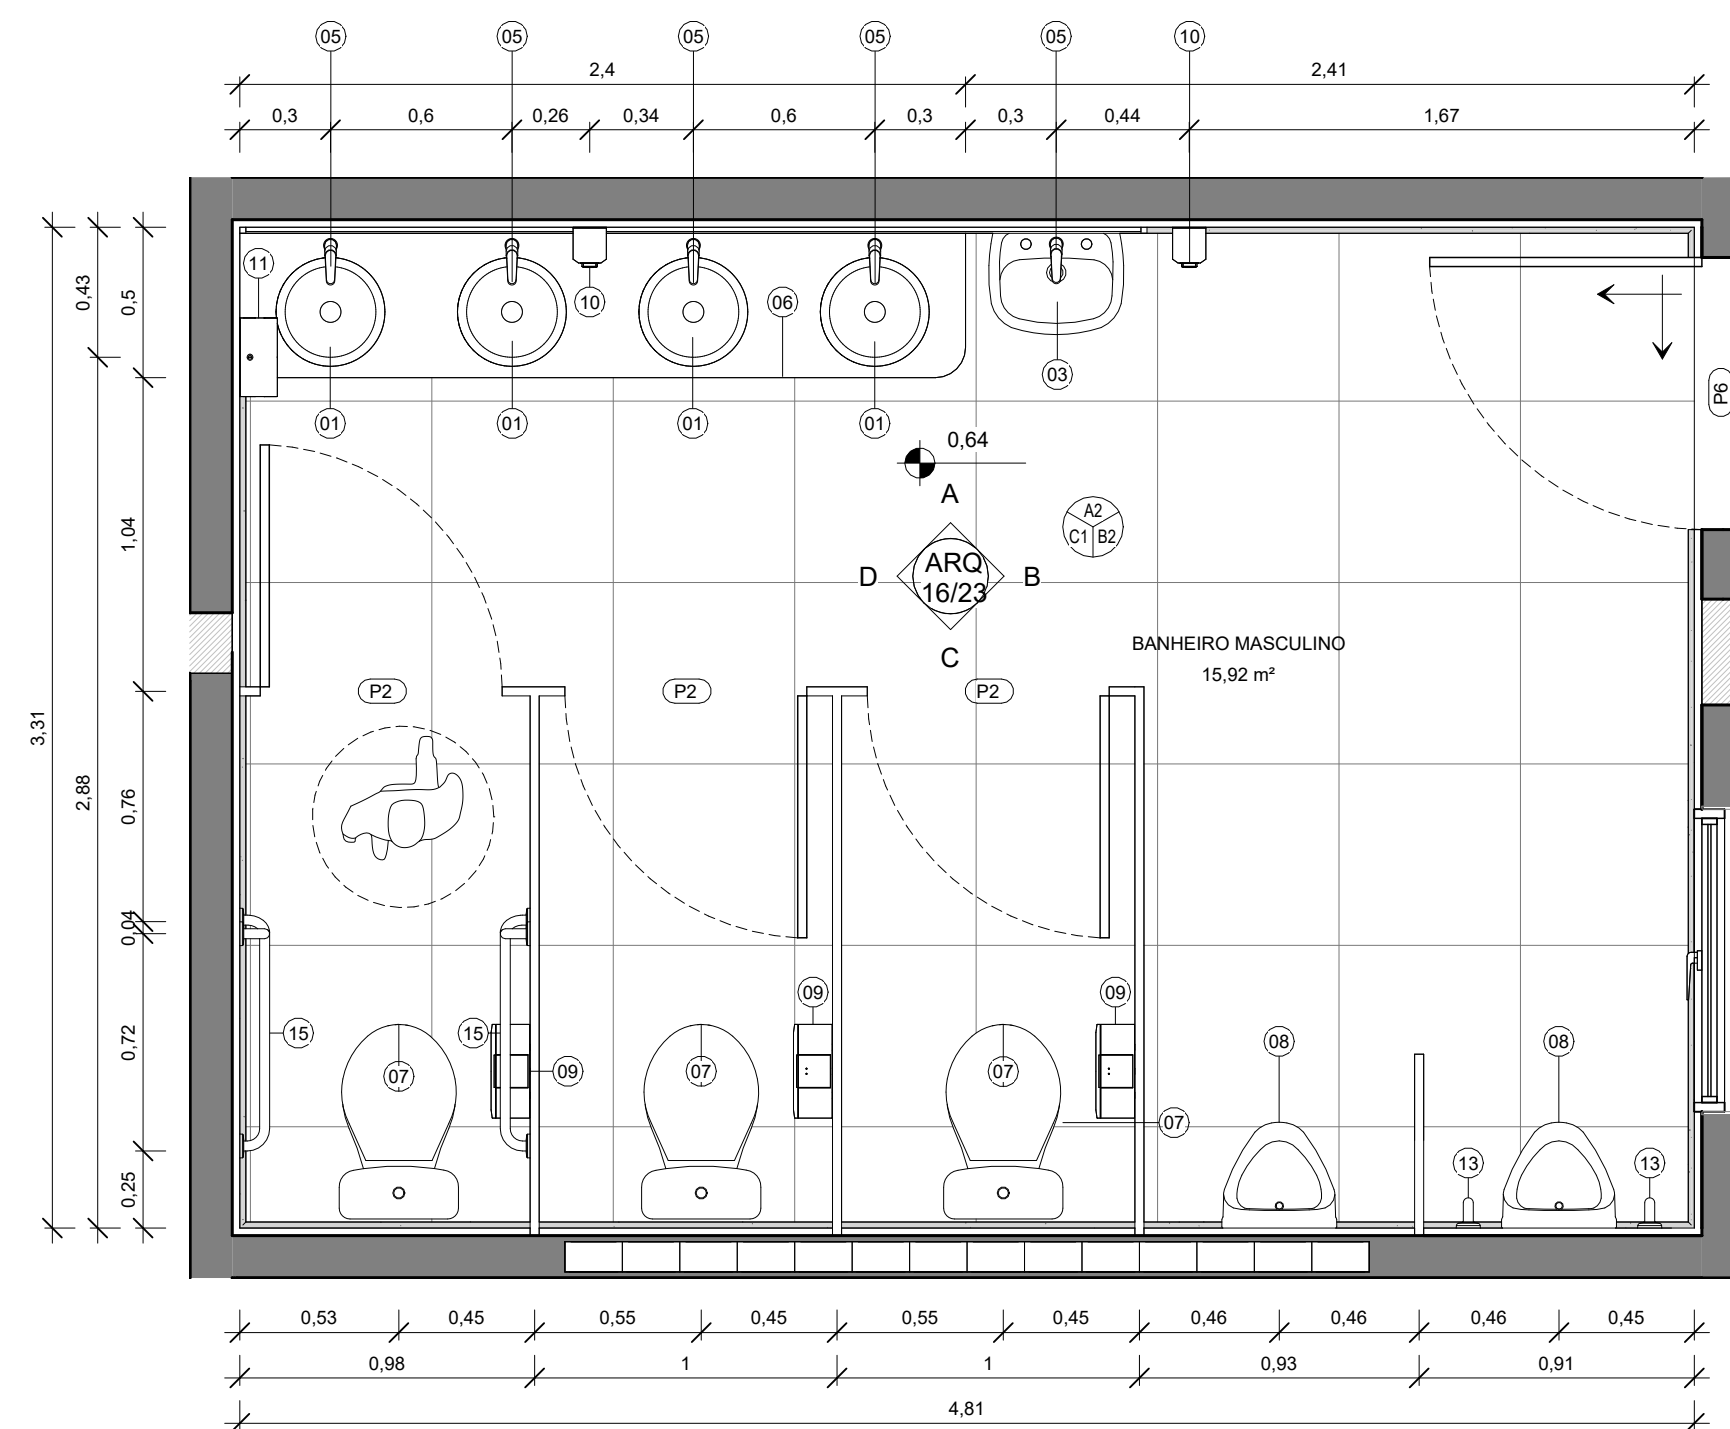 05 05 05 05 05 10
2,4 2,41
0,3 0,6 0,26 0,34 0,6 0,3 0,3 0,44 1,67
11
10 06
03
01 01 01 01
0,43
0,5
P6
0,64
A
A2
C1 B2
ARQ
16/23
D B
C
1,04
BANHEIRO MASCULINO
15,92 m²
P2 P2 P2
3,31
2,88
0,76
0,04
0,72
0,25
09 09
15 15
07 09 07 07
08 08
07
13 13
0,53 0,45 0,55 0,45 0,55 0,45 0,46 0,46 0,46 0,45
0,98 1 1 0,93 0,91
4,81